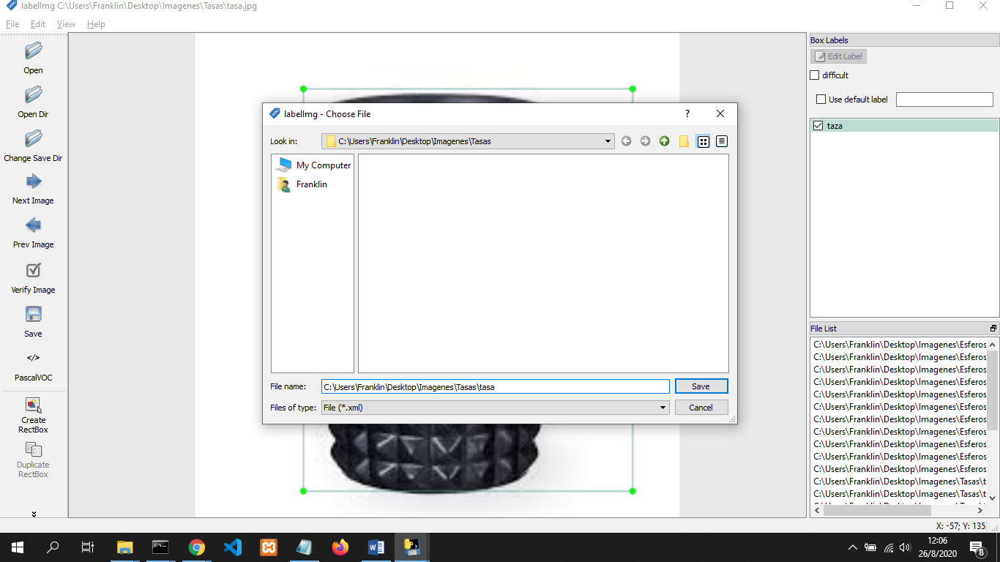 labelImg C:\Users\Franklin\Desktop\Imagenes\Tasas\tasa.jpg
File Edit View Help
Open
Open Dir
Change Save Dir
Next Image
Prev Image
Verify Image
Save
</>
PascalVOC
Create
RectBox
Duplicate
RectBox
labelImg - Choose File
?
Look in:
C:\Users\Franklin\Desktop\Imagenes\Tasas
My Computer
Franklin
File name:
C:\Users\Franklin\Desktop\Imagenes\Tasas\tasa
Save
Files of type:
File (*.xml)
Cancel
Box Labels
Edit Label
difficult
Use default label
taza
File List
C:\Users\Franklin\Desktop\Imagenes\Esferos
C:\Users\Franklin\Desktop\Imagenes\Esferos
C:\Users\Franklin\Desktop\Imagenes\Esferos
C:\Users\Franklin\Desktop\Imagenes\Esferos
C:\Users\Franklin\Desktop\Imagenes\Esferos
C:\Users\Franklin\Desktop\Imagenes\Esferos
C:\Users\Franklin\Desktop\Imagenes\Esferos
C:\Users\Franklin\Desktop\Imagenes\Esferos
C:\Users\Franklin\Desktop\Imagenes\Esferos
C:\Users\Franklin\Desktop\Imagenes\Esferos
C:\Users\Franklin\Desktop\Imagenes\Esferos
C:\Users\Franklin\Desktop\Imagenes\Tasas\t
C:\Users\Franklin\Desktop\Imagenes\Tasas\t
X: -57; Y: 135
12:06
26/8/2020
8